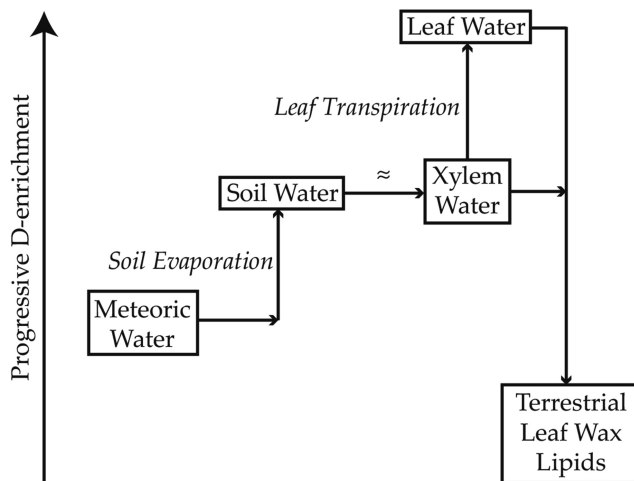 Progressive D-enrichment
Leaf Water
Leaf Transpiration
≈
Soil Water
Xylem
Water
Soil Evaporation
Meteoric
Water
Terrestrial
Leaf Wax
Lipids